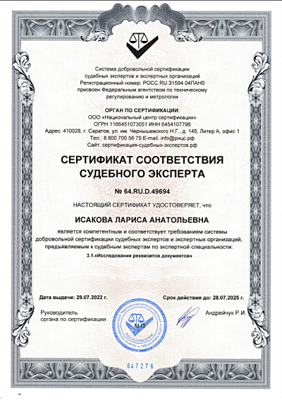 Система добровольной сертификации
судебных экспертов и экспертных организаций
Регистрационный номер: РОСС RU.31594.04ПАН0
присвоен Федеральным агентством по техническому
регулированию и метрологии
ОРГАН ПО СЕРТИФИКАЦИИ:
ООО «Национальный центр сертификации»
ОГРН 1166451073051 ИНН 6454107796
Адрес: 410028, г. Саратов, ул. им. Чернышевского Н.Г., д. 145, Литер А, офис 1
Тел.: 8 800 700 56 75 E-mail: info@рнцс.рф
Сайт: сертификация-судебных-экспертов.рф
СЕРТИФИКАТ СООТВЕТСТВИЯ
СУДЕБНОГО ЭКСПЕРТА
№ 64.RU.D.49694
НАСТОЯЩИЙ СЕРТИФИКАТ УДОСТОВЕРЯЕТ, что
ИСАКОВА ЛАРИСА АНАТОЛЬЕВНА
является компетентным и соответствует требованиям системы
добровольной сертификации судебных экспертов и экспертных организаций,
предъявляемым к судебным экспертам по экспертной специальности:
3.1.«Исследование реквизитов документов»
Дата выдачи: 29.07.2022 г. Срок действия до: 28.07.2025 г.
Руководитель Андрейчук Р.И.
органа по сертификации
647276